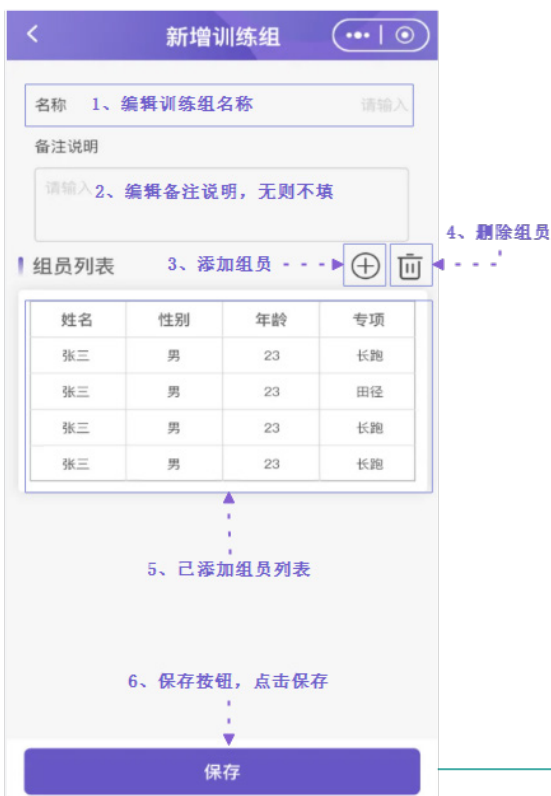 新增训练组
名称 1、编辑训练组名称 请输入
备注说明
请输入 2、编辑备注说明，无则不填
4、删除组员
组员列表 3、添加组员
姓名 性别 年龄 专项
张三 男 23 长跑
张三 男 23 田径
张三 男 23 长跑
张三 男 23 长跑
5、已添加组员列表
6、保存按钮，点击保存
保存